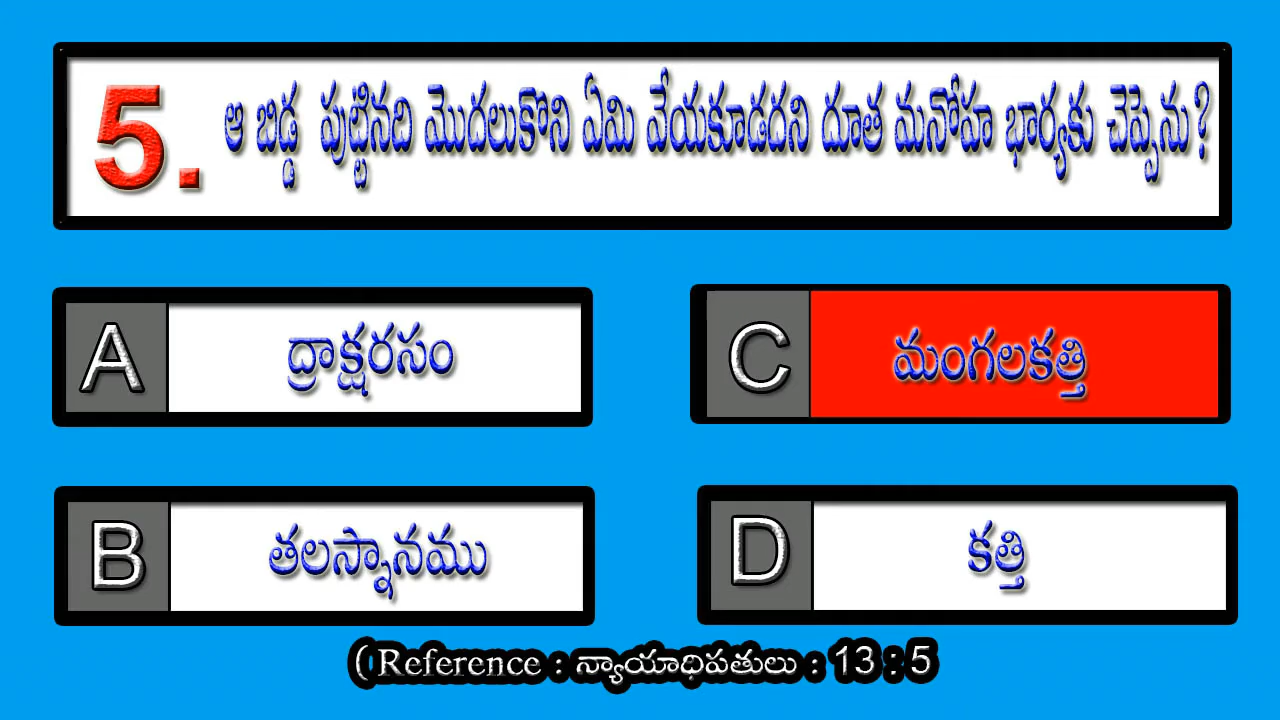 5. ఆ బిడ్డ పుట్టినది మొదలుకొని ఏమి వేయకూడదని దూత మనోహ భార్యకు చెప్పెను?
A ద్రాక్షరసం
C మంగలకత్తి
B తలస్నానము
D కత్తి
( Reference : న్యాయాధిపతులు : 13 : 5